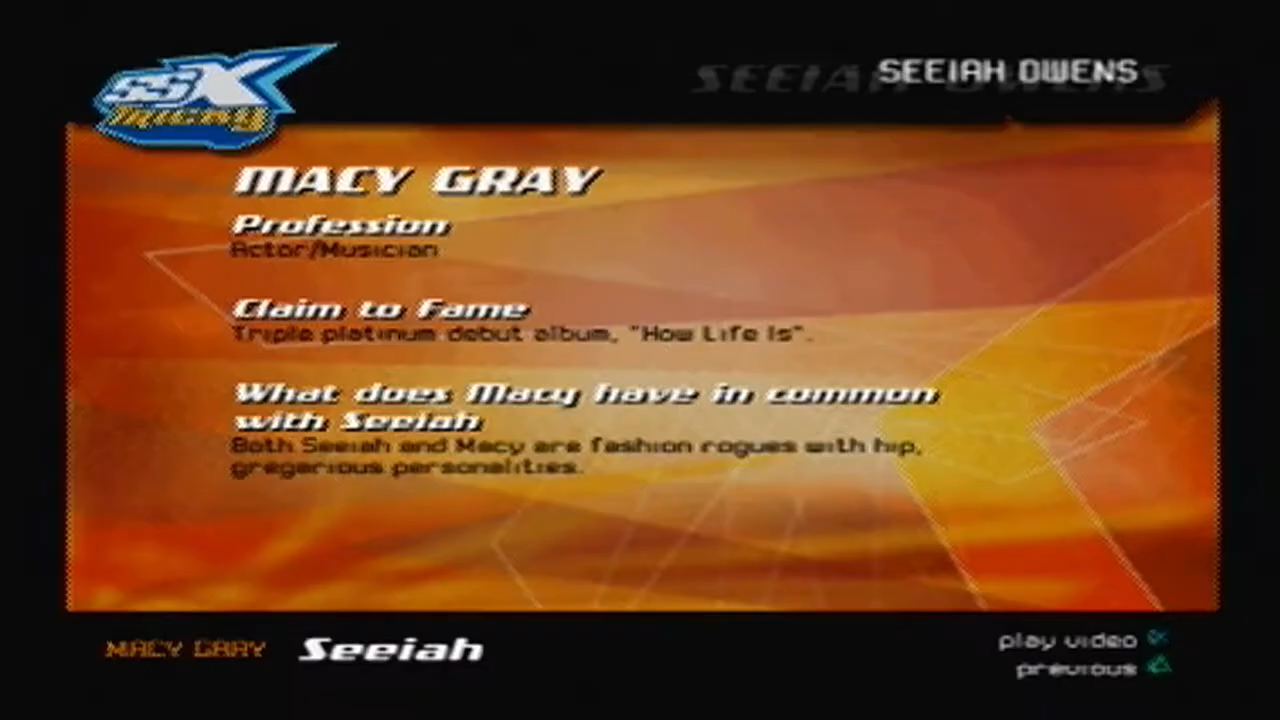 SSX
Tricky
SEEIAH OWENS
SEEIAH OWENS
MACY GRAY
Profession
Actor/Musician
Claim to Fame
Triple platinum debut album, "How Life Is".
What does Macy have in common
with Seeiah
Both Seeiah and Macy are fashion rogues with hip,
gregarious personalities.
MACY GRAY Seeiah
play video
previous